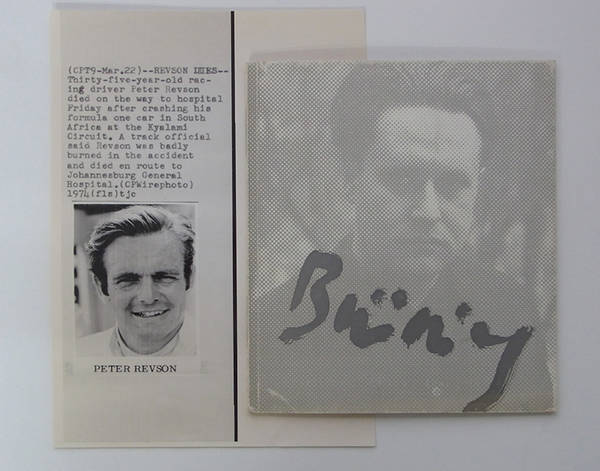 (CPT9-Mar.22)--REVSON DIES--
Thirty-five-year-old rac-
ing driver Peter Revson
died on the way to hospital
Friday after crashing his
formula one car in South
Africa at the Kyalami
Circuit. A track official
said Revson was badly
burned in the accident
and died en route to
Johannesburg General
Hospital.(CPWirephoto)
1974(fls)tjc
PETER REVSON
Bünüy